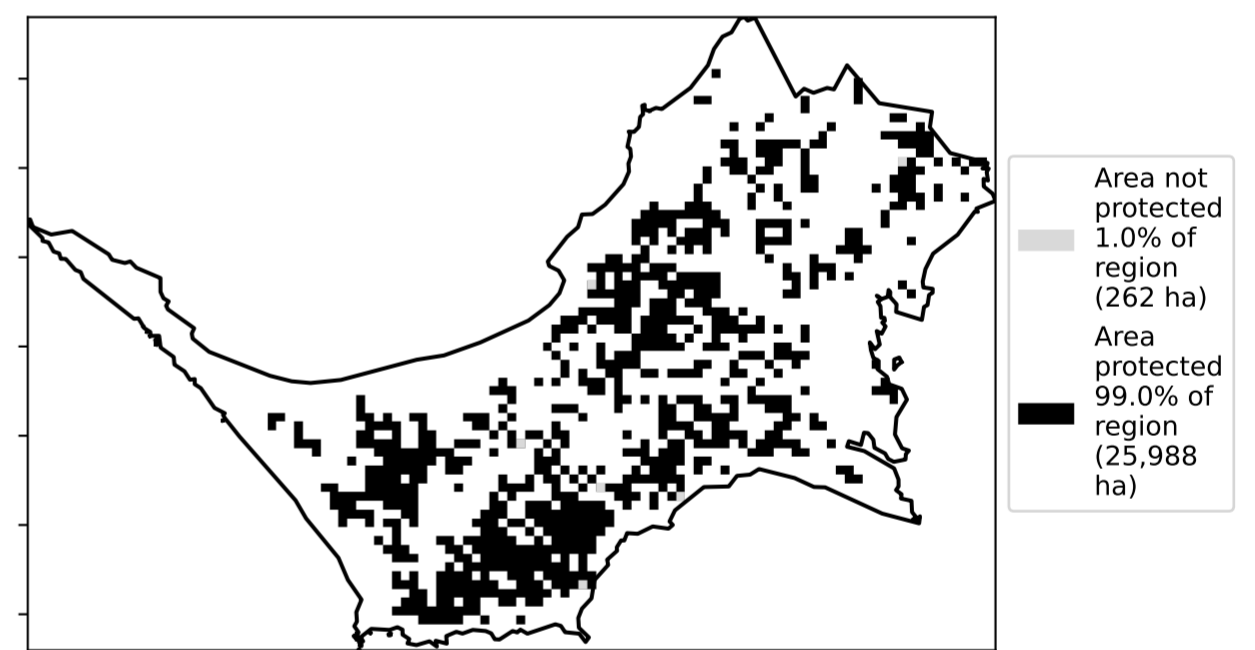 Area not
protected
1.0% of
region
(262 ha)
Area
protected
99.0% of
region
(25,988
ha)